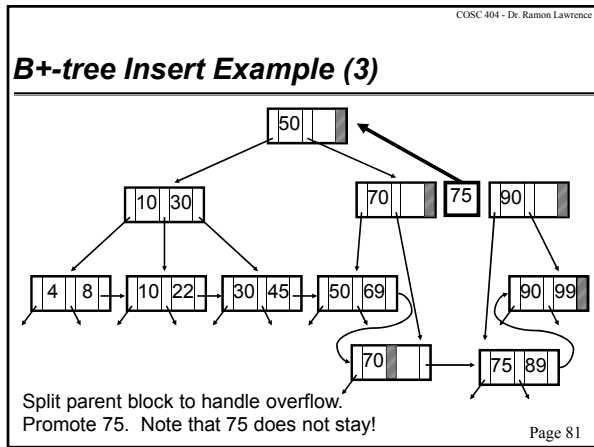 COSC 404 - Dr. Ramon Lawrence
B+-tree Insert Example (3)
50
10 30
70
75
90
4 8
10 22
30 45
50 69
90 99
70
75 89
Split parent block to handle overflow.
Promote 75.  Note that 75 does not stay!
Page 81